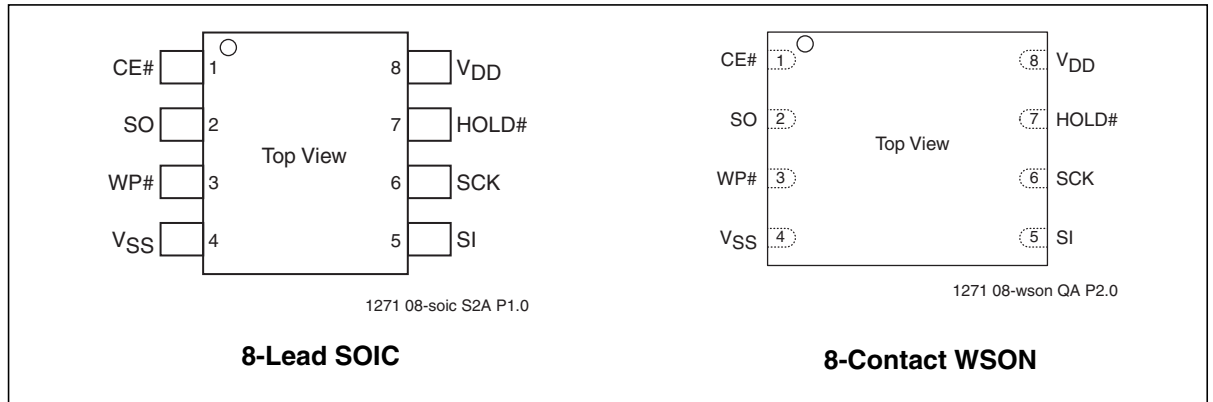 CE# 1 8 VDD
SO 2 7 HOLD#
Top View
WP# 3 6 SCK
VSS 4 5 SI
1271 08-soic S2A P1.0
8-Lead SOIC
CE# 1 8 VDD
SO 2 7 HOLD#
Top View
WP# 3 6 SCK
VSS 4 5 SI
1271 08-wson QA P2.0
8-Contact WSON